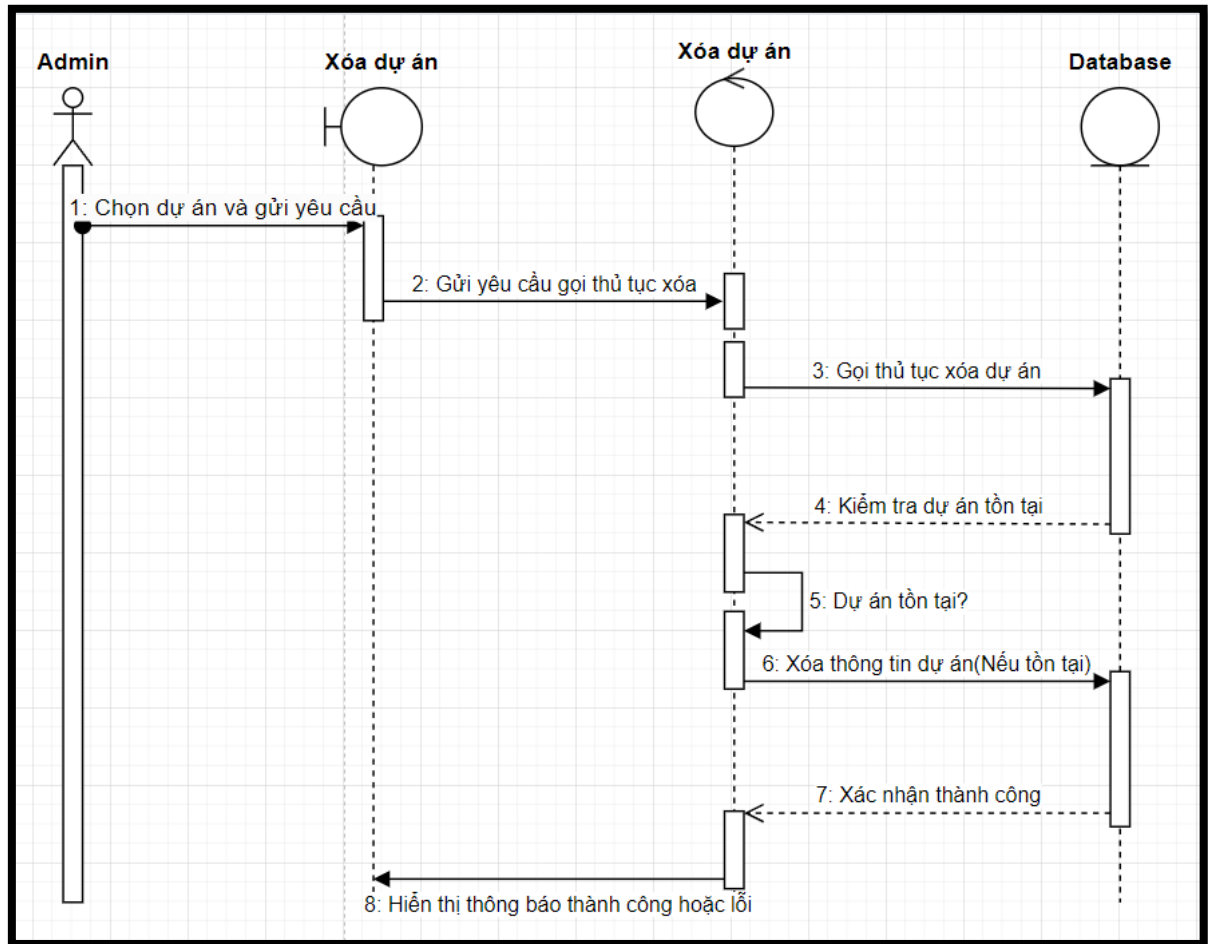 Admin
Xóa dự án
Xóa dự án
Database
1: Chọn dự án và gửi yêu cầu
2: Gửi yêu cầu gọi thủ tục xóa
3: Gọi thủ tục xóa dự án
4: Kiểm tra dự án tồn tại
5: Dự án tồn tại?
6: Xóa thông tin dự án(Nếu tồn tại)
7: Xác nhận thành công
8: Hiển thị thông báo thành công hoặc lỗi